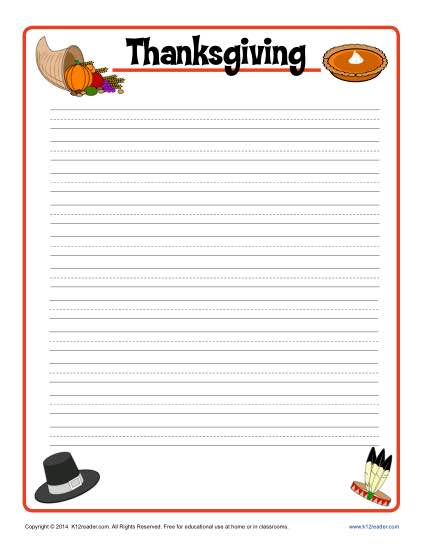 Thanksgiving
Copyright © 2014 K12reader.com. All Rights Reserved. Free for educational use at home or in classrooms. www.k12reader.com